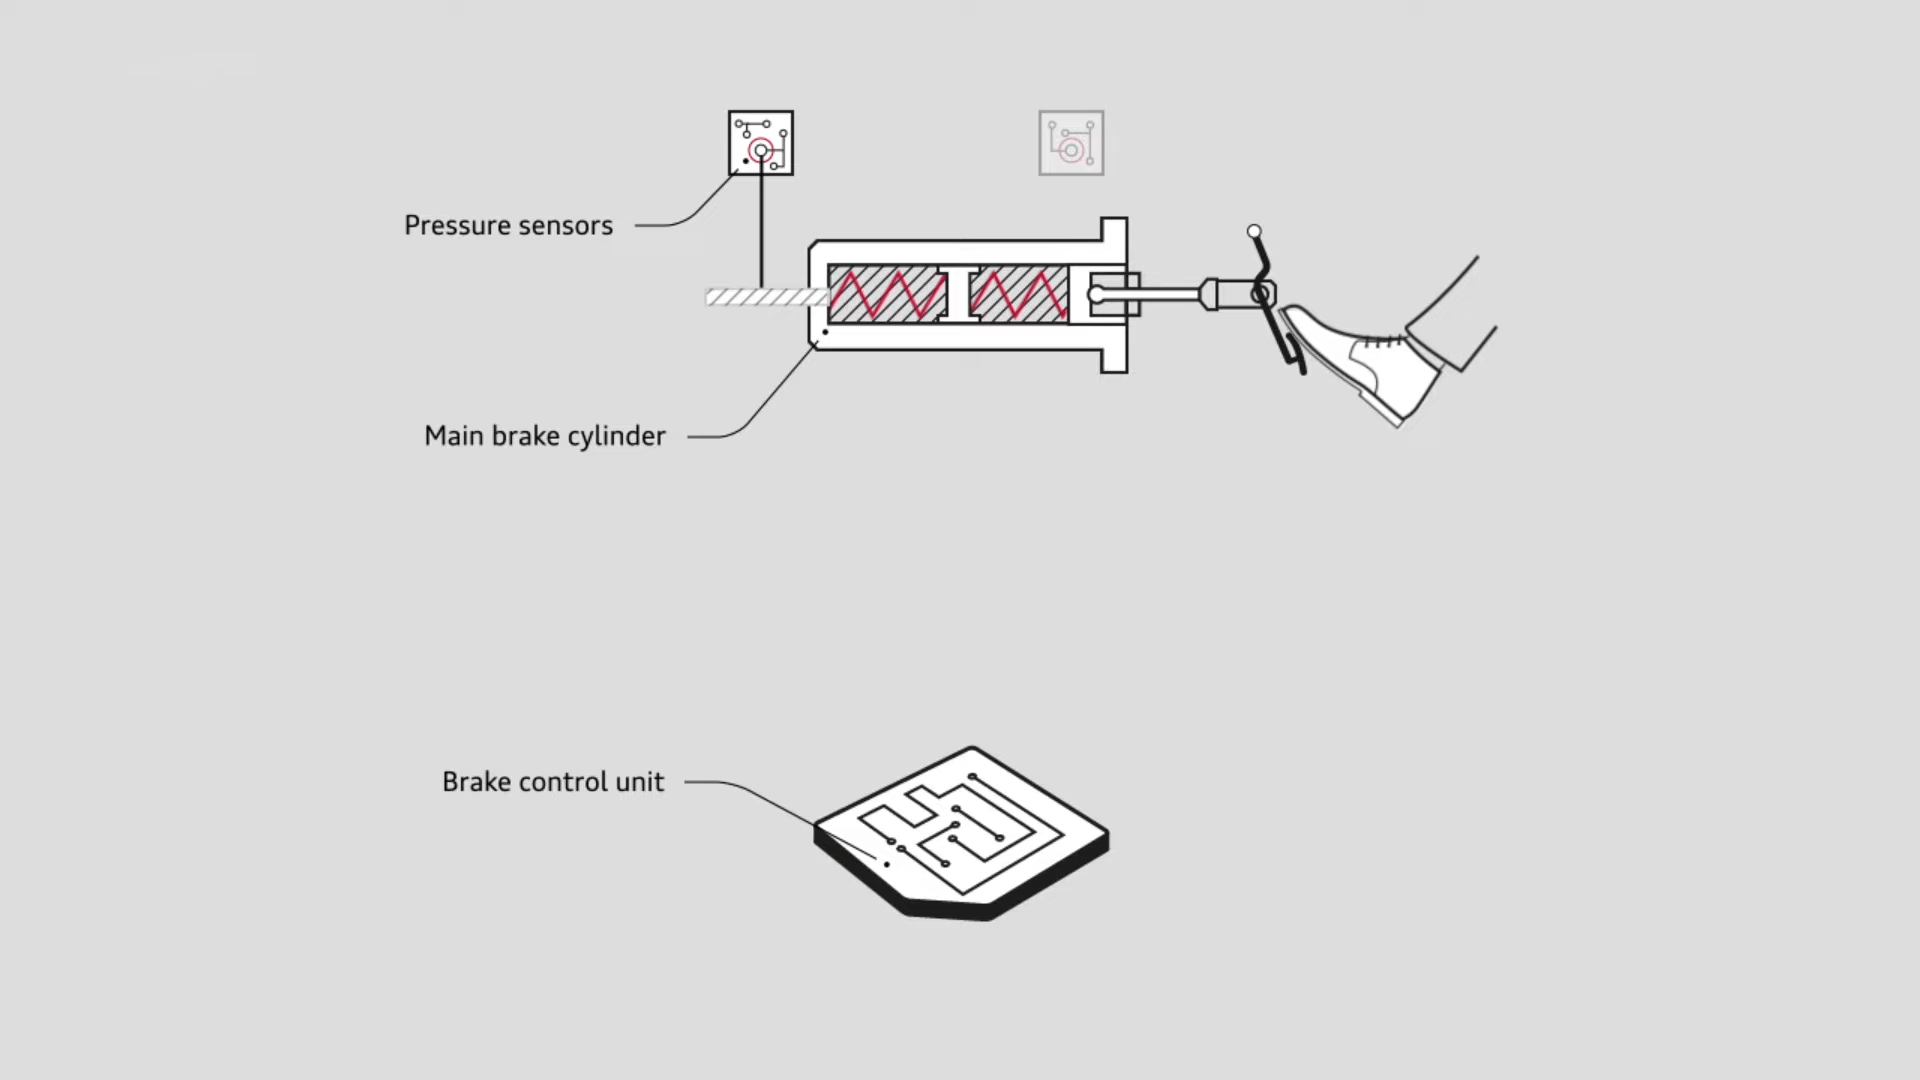 Pressure sensors
Main brake cylinder
Brake control unit